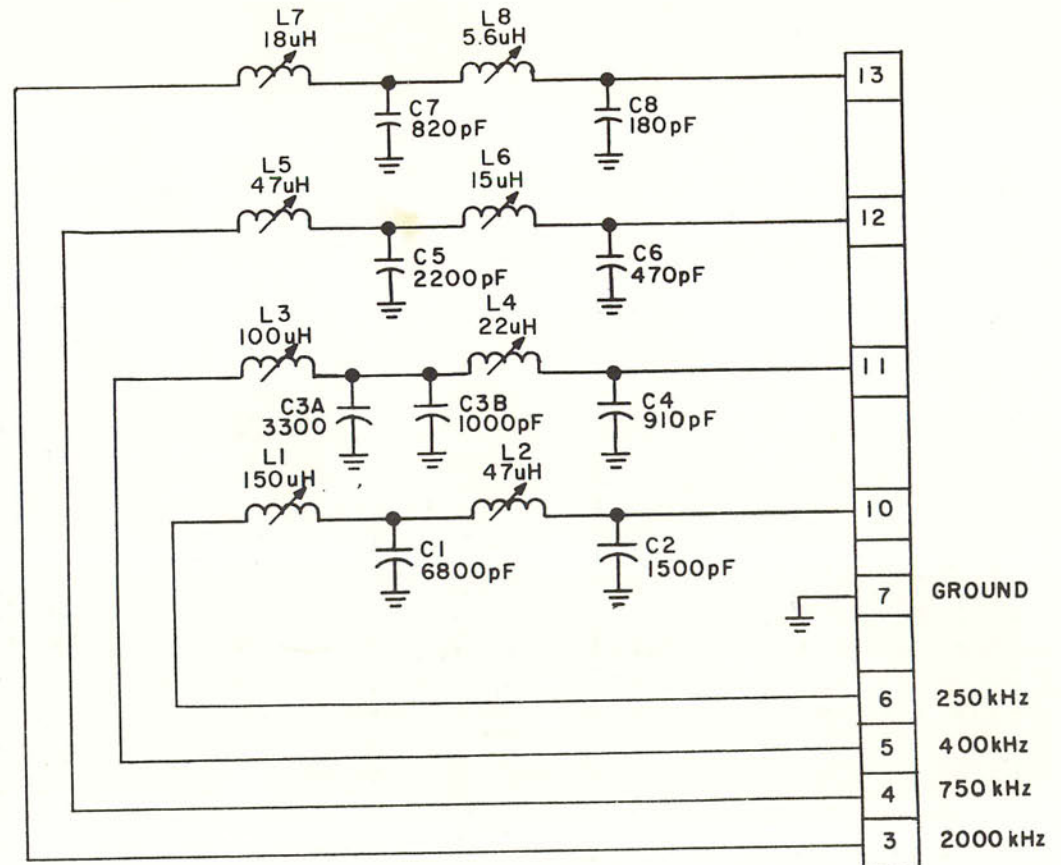 L7
18uH
L8
5.6uH
13
C7
820pF
C8
180pF
L5
47uH
L6
15uH
12
C5
2200pF
C6
470pF
L3
100uH
L4
22uH
11
C3A
3300
C3B
1000pF
C4
910pF
L1
150uH
L2
47uH
10
C1
6800pF
C2
1500pF
7
GROUND
6
250kHz
5
400kHz
4
750kHz
3
2000kHz